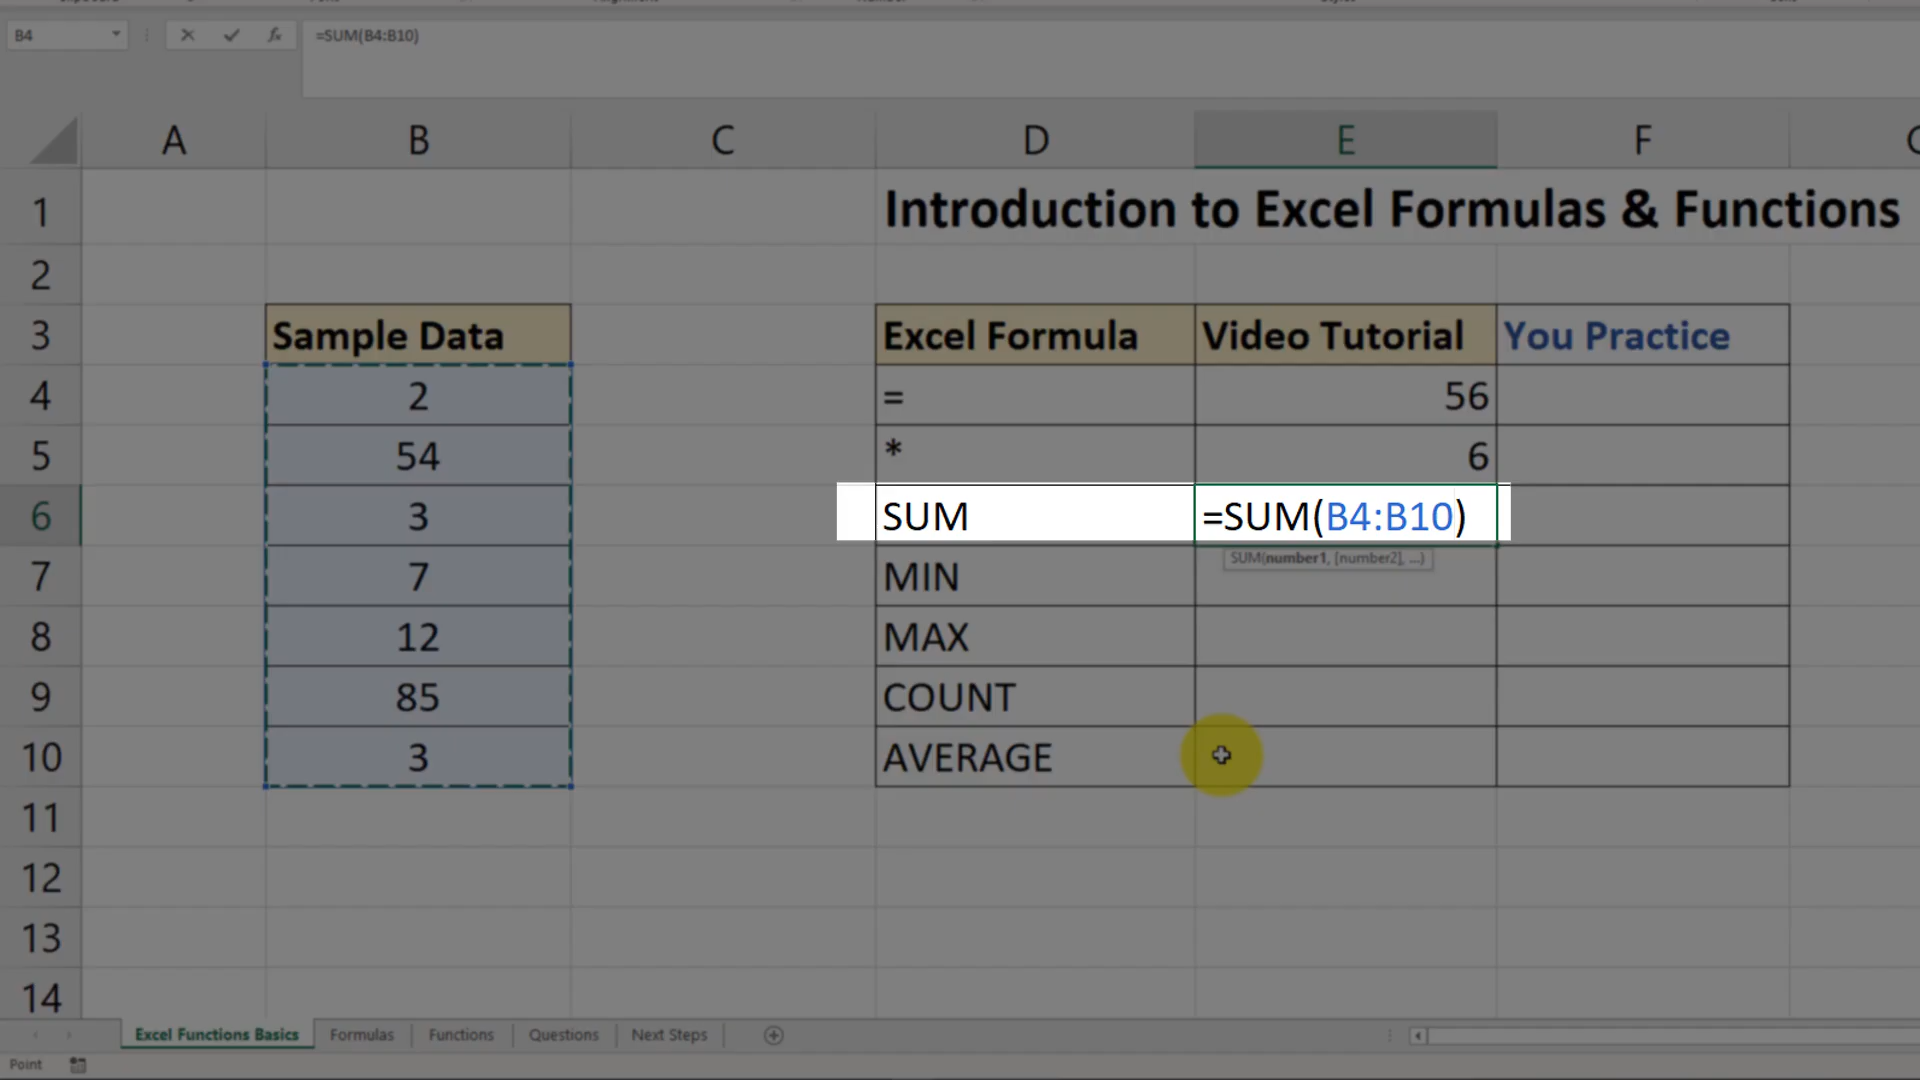 B4 =SUM(B4:B10)
A B C D E F
1 Introduction to Excel Formulas & Functions
2
3 Sample Data Excel Formula Video Tutorial You Practice
4 2 = 56
5 54 * 6
6 3 SUM =SUM(B4:B10)
SUM(number1, [number2], ...)
7 7 MIN
8 12 MAX
9 85 COUNT
10 3 AVERAGE
11
12
13
14
Excel Functions Basics Formulas Functions Questions Next Steps
Point